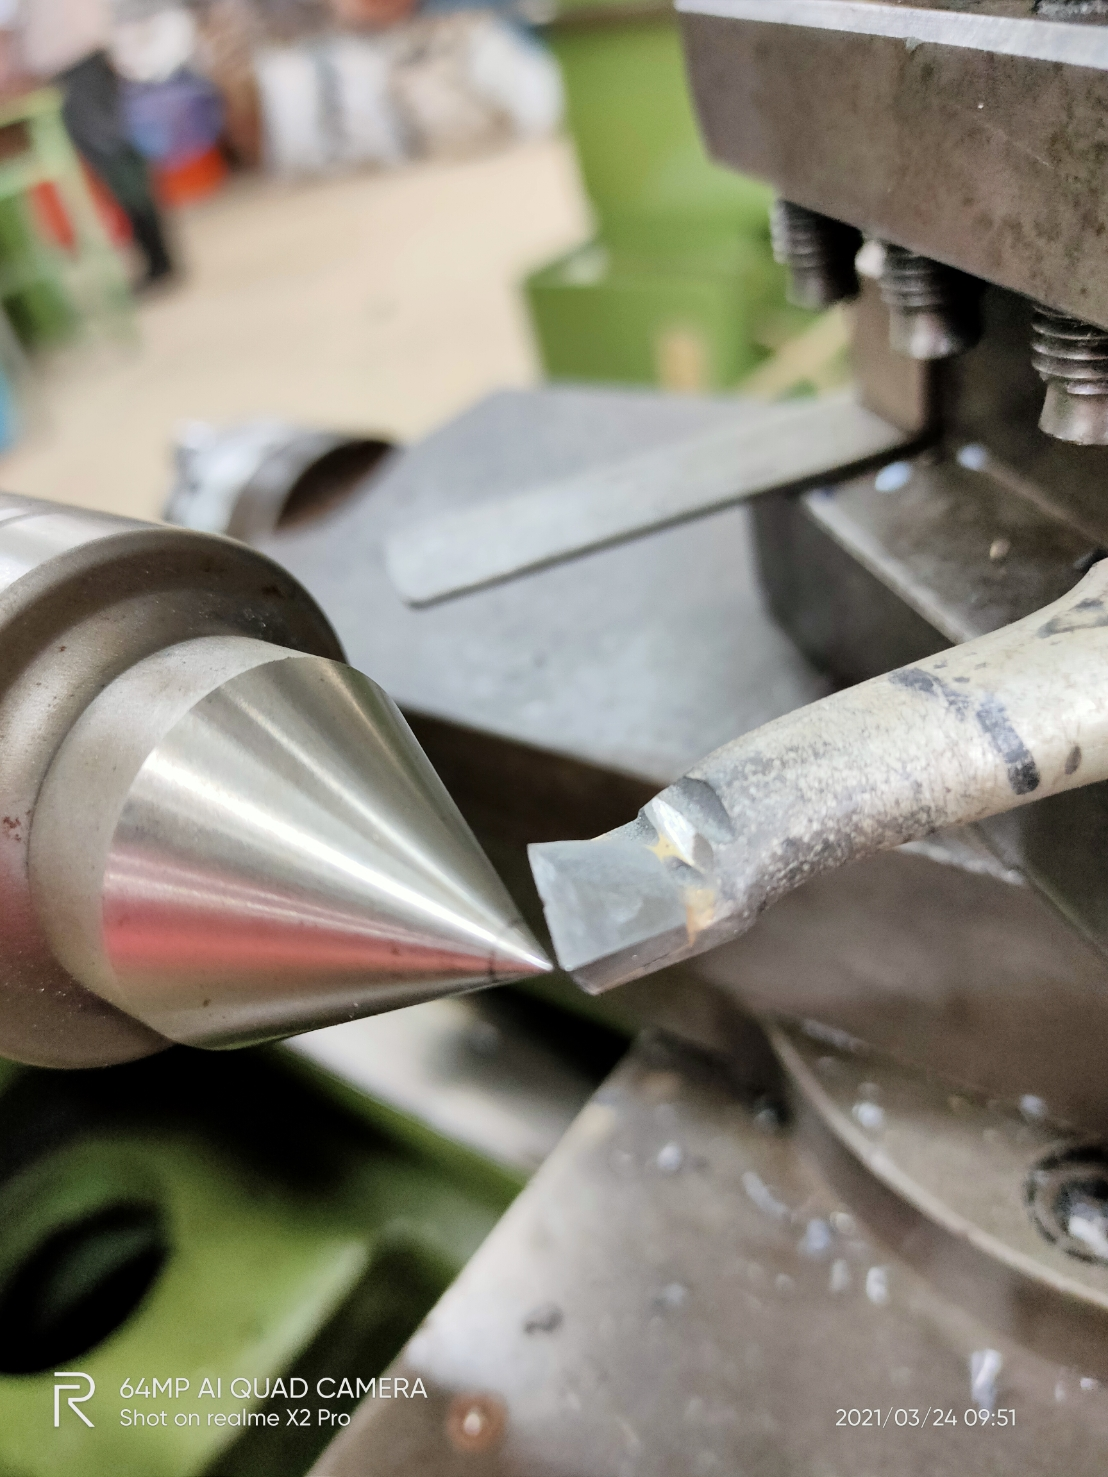 64MP AI QUAD CAMERA
Shot on realme X2 Pro
2021/03/24 09:51